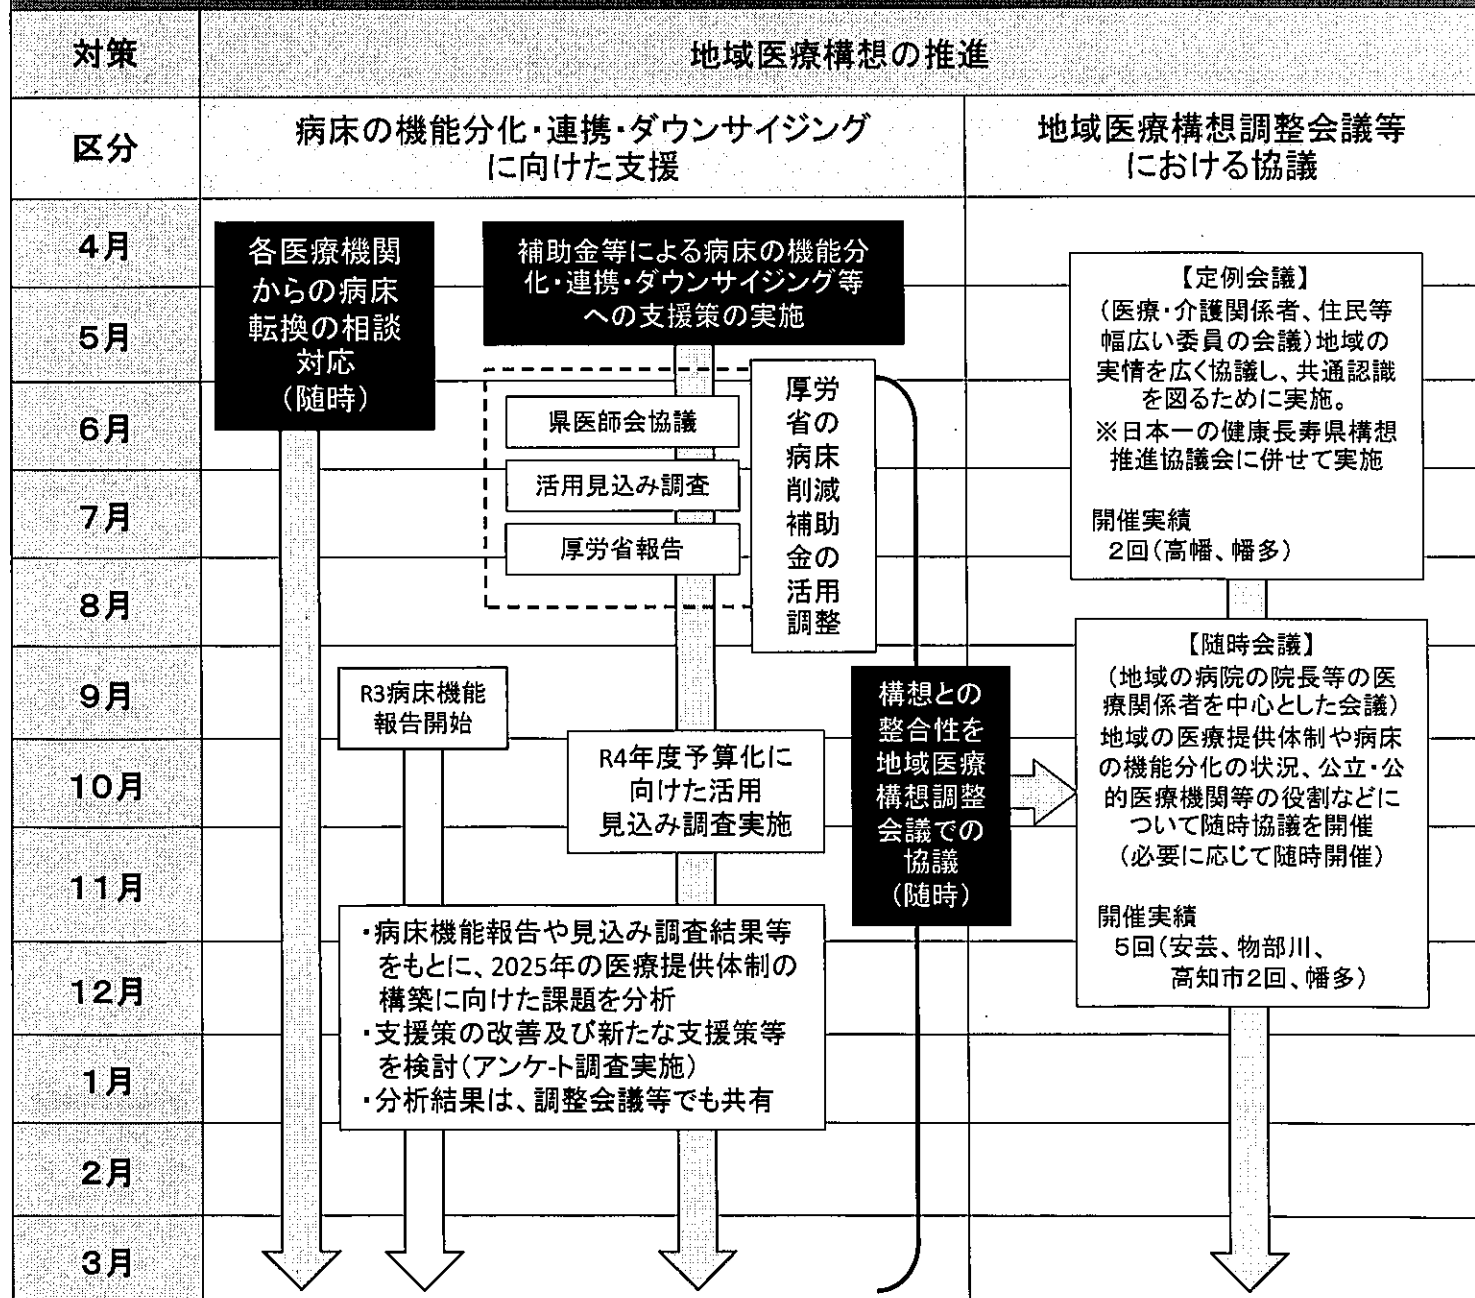 対策
地域医療構想の推進
区分
病床の機能分化・連携・ダウンサイジング
に向けた支援
地域医療構想調整会議等
における協議
4月
5月
6月
7月
8月
9月
10月
11月
12月
1月
2月
3月
各医療機関
からの病床
転換の相談
対応
（随時）
補助金等による病床の機能分
化・連携・ダウンサイジング等
への支援策の実施
県医師会協議
活用見込み調査
厚労省報告
厚労
省の
病床
削減
補助
金の
活用
調整
R3病床機能
報告開始
R4年度予算化に
向けた活用
見込み調査実施
・病床機能報告や見込み調査結果等
をもとに、2025年の医療提供体制の
構築に向けた課題を分析
・支援策の改善及び新たな支援策等
を検討（アンケート調査実施）
・分析結果は、調整会議等でも共有
構想との
整合性を
地域医療
構想調整
会議での
協議
（随時）
【定例会議】
（医療・介護関係者、住民等
幅広い委員の会議）地域の
実情を広く協議し、共通認識
を図るために実施。
※日本一の健康長寿県構想
推進協議会に併せて実施
開催実績
2回（高幡、幡多）
【随時会議】
（地域の病院の院長等の医
療関係者を中心とした会議）
地域の医療提供体制や病床
の機能分化の状況、公立・公
的医療機関等の役割などに
ついて随時協議を開催
（必要に応じて随時開催）
開催実績
5回（安芸、物部川、
高知市2回、幡多）